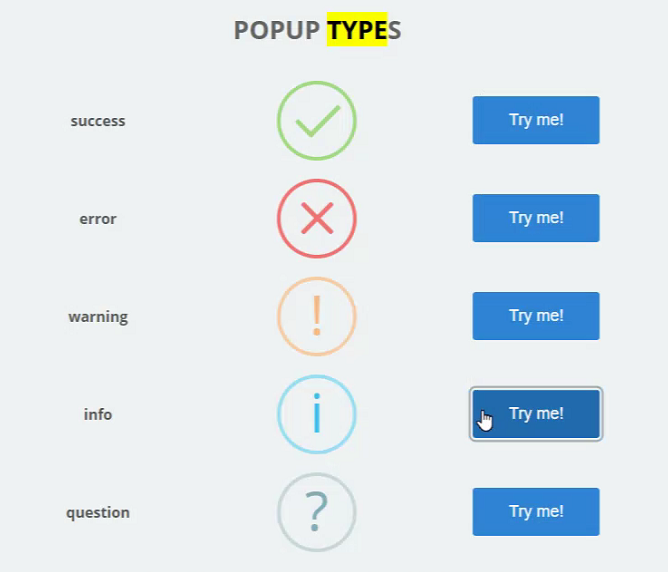 POPUP TYPES
success
Try me!
error
Try me!
warning
!
Try me!
info
i
Try me!
question
?
Try me!